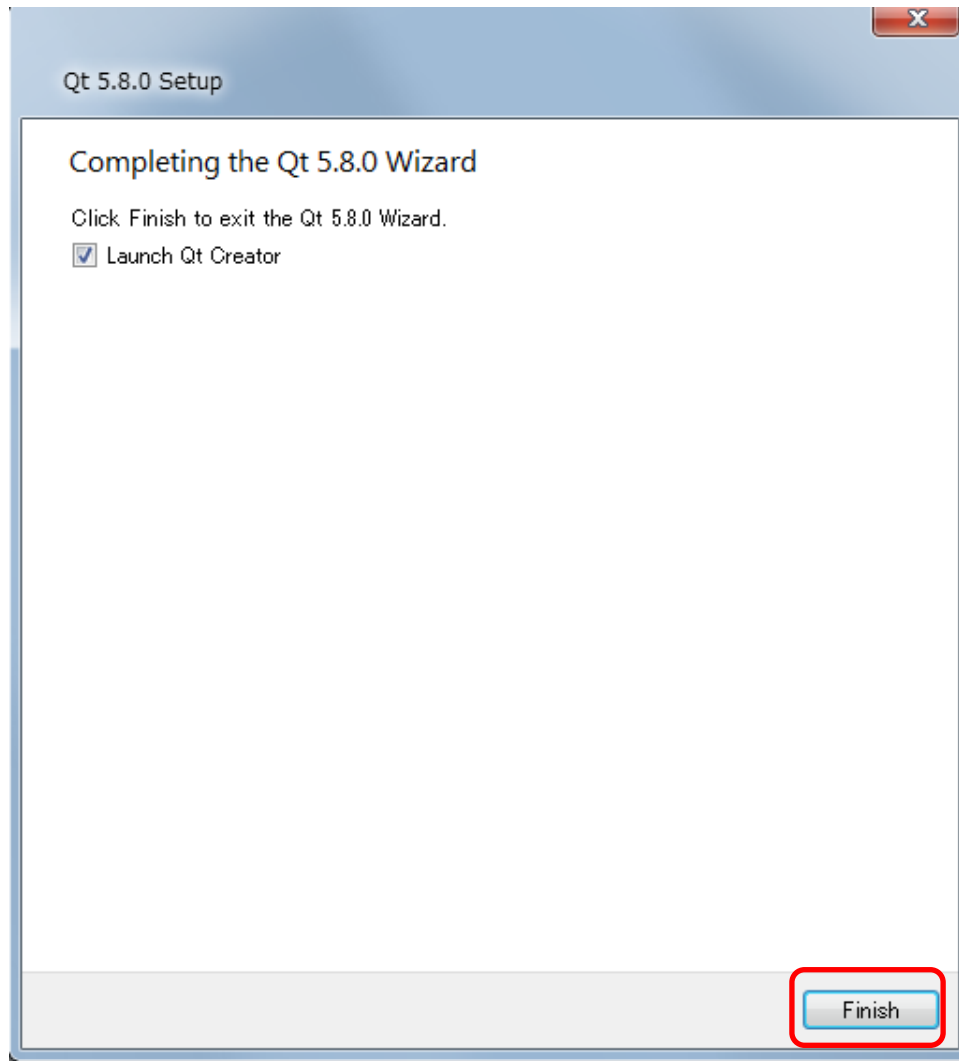 Qt 5.8.0 Setup
Completing the Qt 5.8.0 Wizard
Click Finish to exit the Qt 5.8.0 Wizard.
Launch Qt Creator
Finish